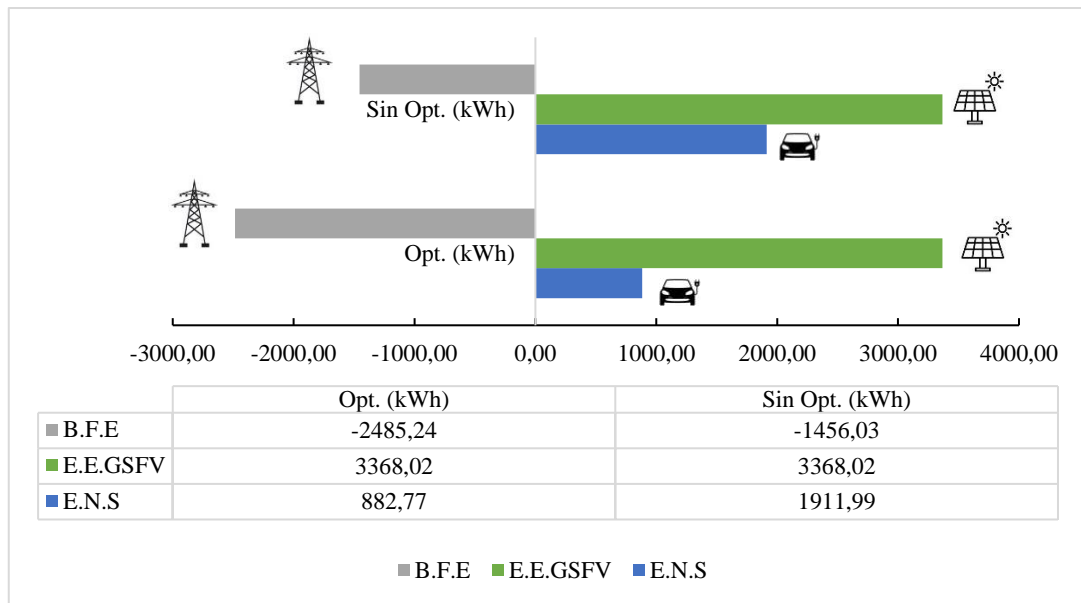 Sin Opt. (kWh)
Opt. (kWh)
-3000,00 -2000,00 -1000,00 0,00 1000,00 2000,00 3000,00 4000,00
Opt. (kWh) Sin Opt. (kWh)
B.F.E -2485,24 -1456,03
E.E.GSFV 3368,02 3368,02
E.N.S 882,77 1911,99
B.F.E E.E.GSFV E.N.S